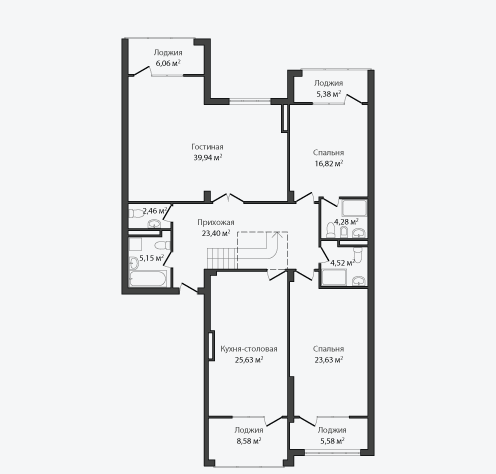 Лоджия
6,06 м²
Лоджия
5,38 м²
Гостиная
39,94 м²
Спальня
16,82 м²
2,46 м²
Прихожая
23,40 м²
4,28 м²
5,15 м²
4,52 м²
Кухня-столовая
25,63 м²
Спальня
23,63 м²
Лоджия
8,58 м²
Лоджия
5,58 м²